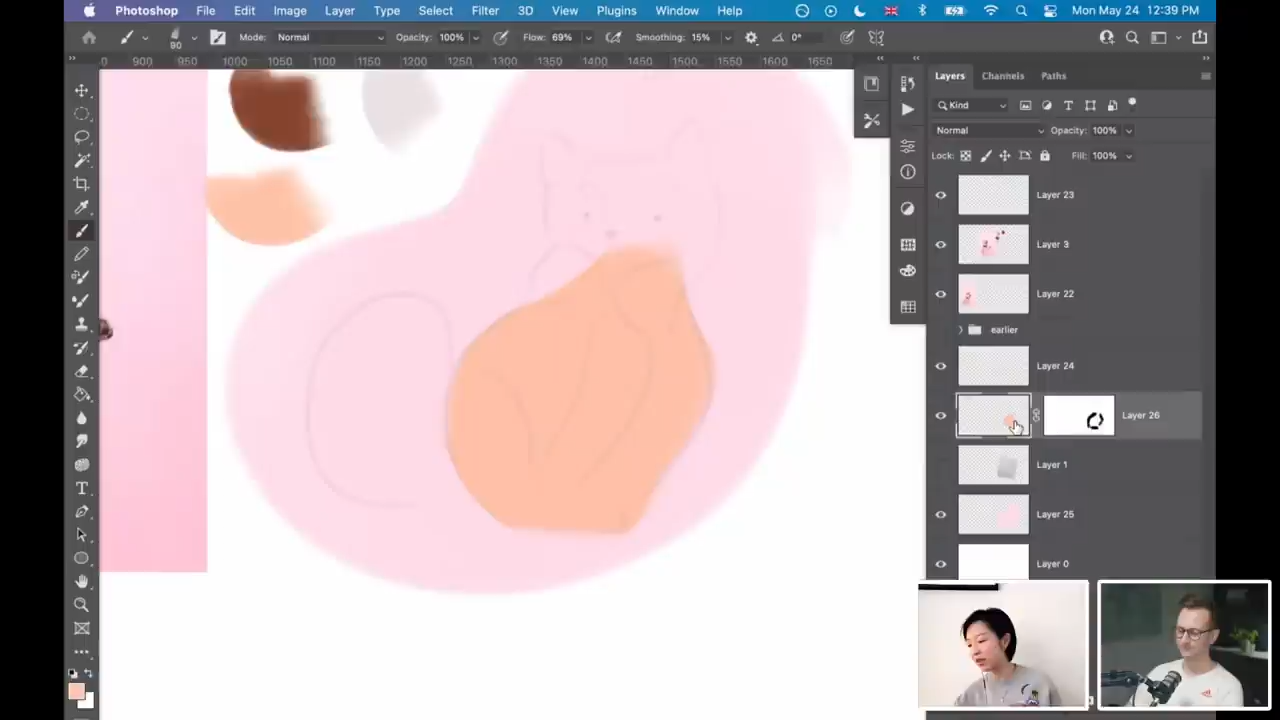 Photoshop File Edit Image Layer Type Select Filter 3D View Plugins Window Help Mon May 24 12:39 PM
90 Mode: Normal Opacity: 100% Flow: 69% Smoothing: 15% 0°
0 900 950 1000 1050 1100 1150 1200 1250 1300 1350 1400 1450 1500 1550 1600 1650
Layers Channels Paths
Kind
Normal Opacity: 100%
Lock: Fill: 100%
Layer 23
Layer 3
Layer 22
earlier
Layer 24
Layer 26
Layer 1
Layer 25
Layer 0